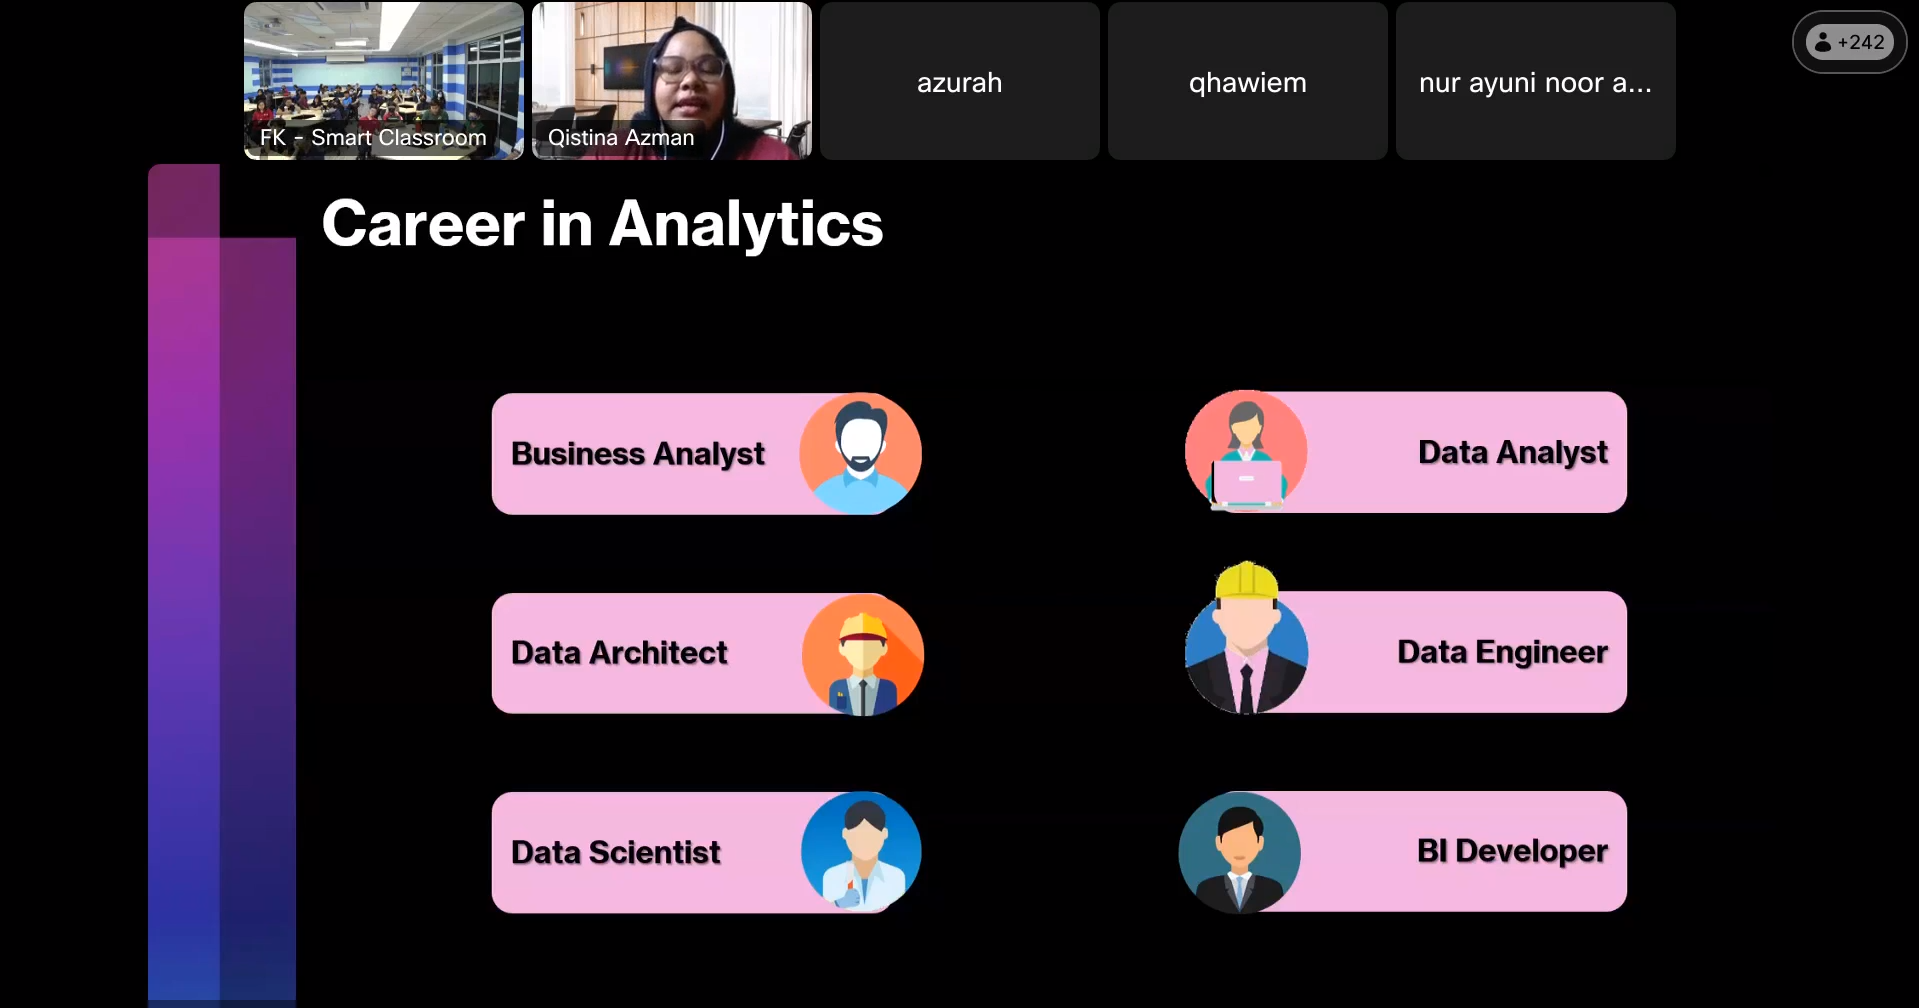 FK - Smart Classroom
Qistina Azman
azurah
qhawiem
nur ayuni noor a...
+242
Career in Analytics
Business Analyst
Data Analyst
Data Architect
Data Engineer
Data Scientist
BI Developer